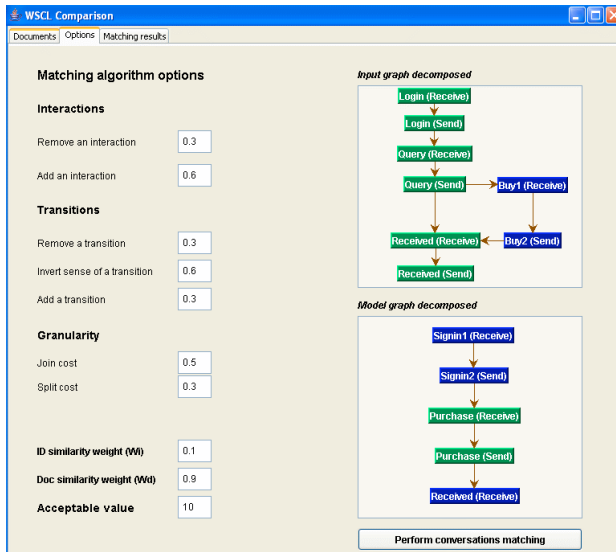 WSCL Comparison
Documents Options Matching results
Matching algorithm options
Interactions
Remove an interaction 0.3
Add an interaction 0.6
Transitions
Remove a transition 0.3
Invert sense of a transition 0.6
Add a transition 0.3
Granularity
Join cost 0.5
Split cost 0.3
ID similarity weight (Wi) 0.1
Doc similarity weight (Wd) 0.9
Acceptable value 10
Input graph decomposed
Login (Receive)
Login (Send)
Query (Receive)
Query (Send) Buy1 (Receive)
Received (Receive) Buy2 (Send)
Received (Send)
Model graph decomposed
Signin1 (Receive)
Signin2 (Send)
Purchase (Receive)
Purchase (Send)
Received (Receive)
Perform conversations matching